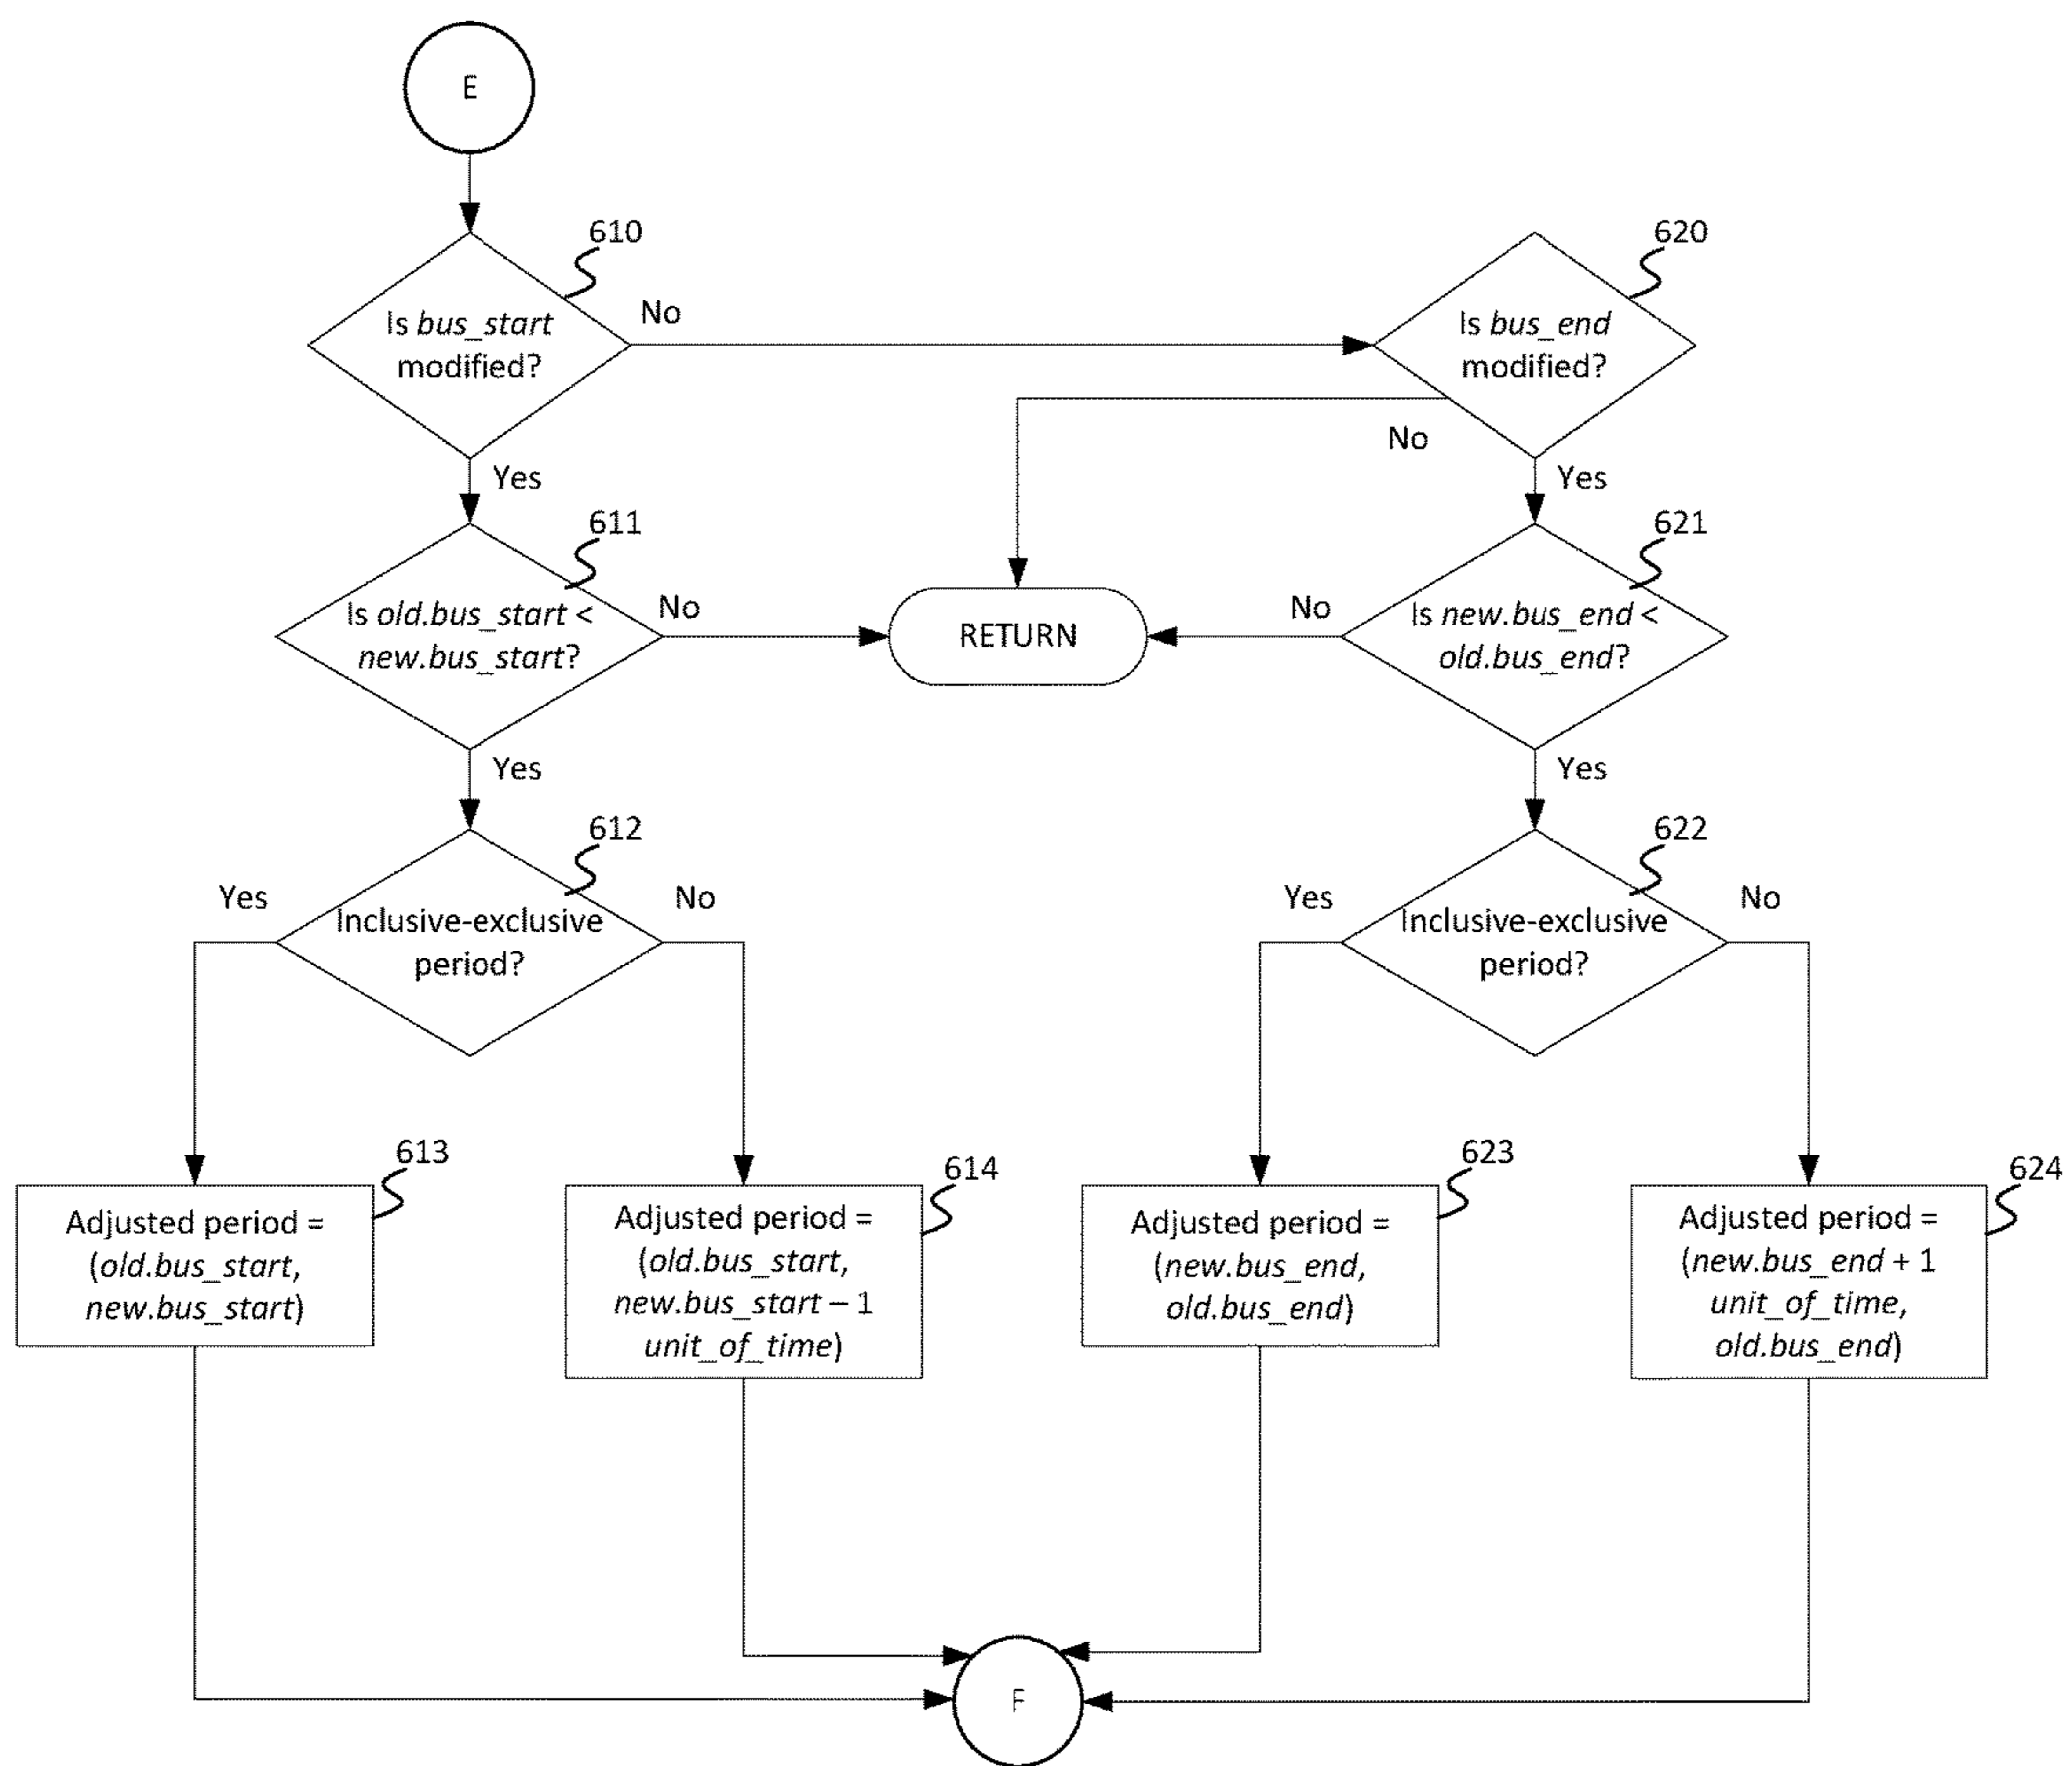 E
610
620
Is bus_start
modified?
No
Is bus_end
modified?
No
Yes
Yes
611
621
Is old.bus_start <
new.bus_start?
No
RETURN
No
Is new.bus_end <
old.bus_end?
Yes
Yes
612
622
Yes
Inclusive-exclusive
period?
No
Yes
Inclusive-exclusive
period?
No
613
614
623
624
Adjusted period =
(old.bus_start,
new.bus_start)
Adjusted period =
(old.bus_start,
new.bus_start – 1
unit_of_time)
Adjusted period =
(new.bus_end,
old.bus_end)
Adjusted period =
(new.bus_end + 1
unit_of_time,
old.bus_end)
F